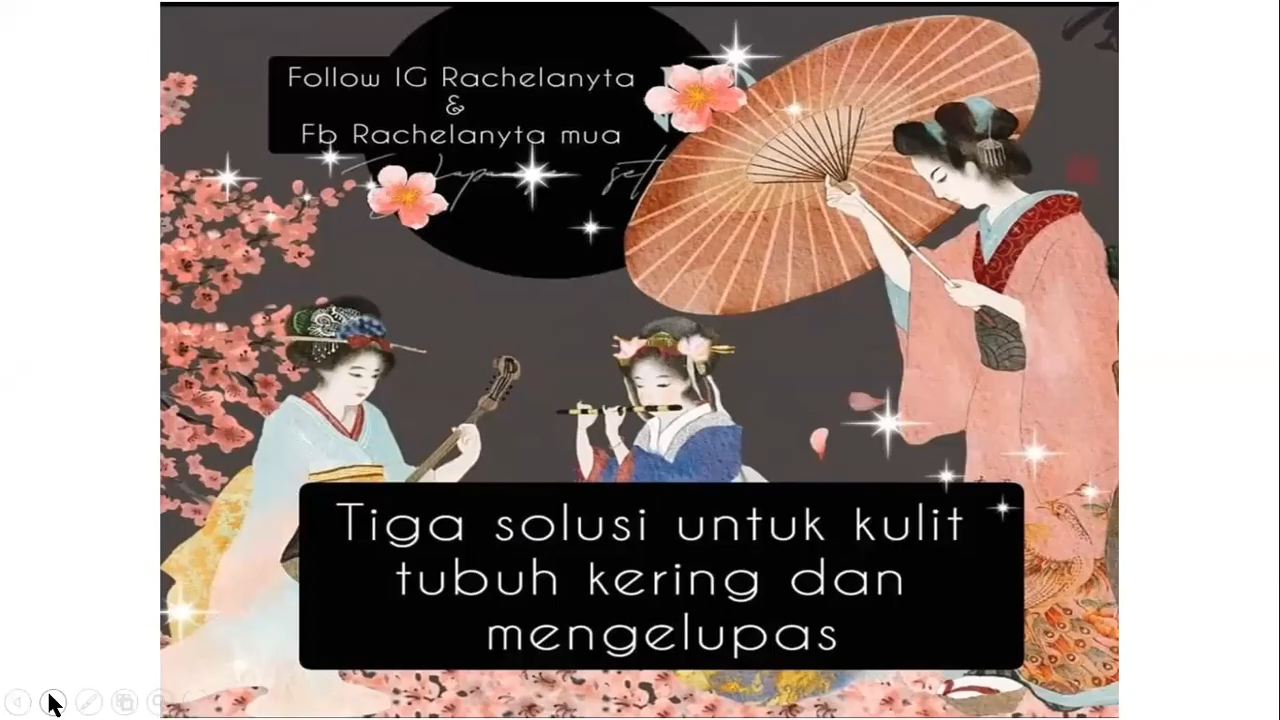 Follow IG Rachelanyta
&
Fb Rachelanyta mua
Tiga solusi untuk kulit
tubuh kering dan
mengelupas